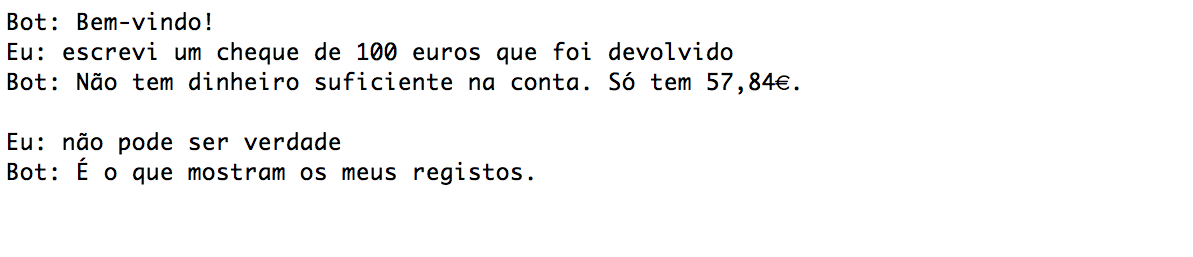 Bot: Bem-vindo!
Eu: escrevi um cheque de 100 euros que foi devolvido
Bot: Não tem dinheiro suficiente na conta. Só tem 57,84€.
Eu: não pode ser verdade
Bot: É o que mostram os meus registos.